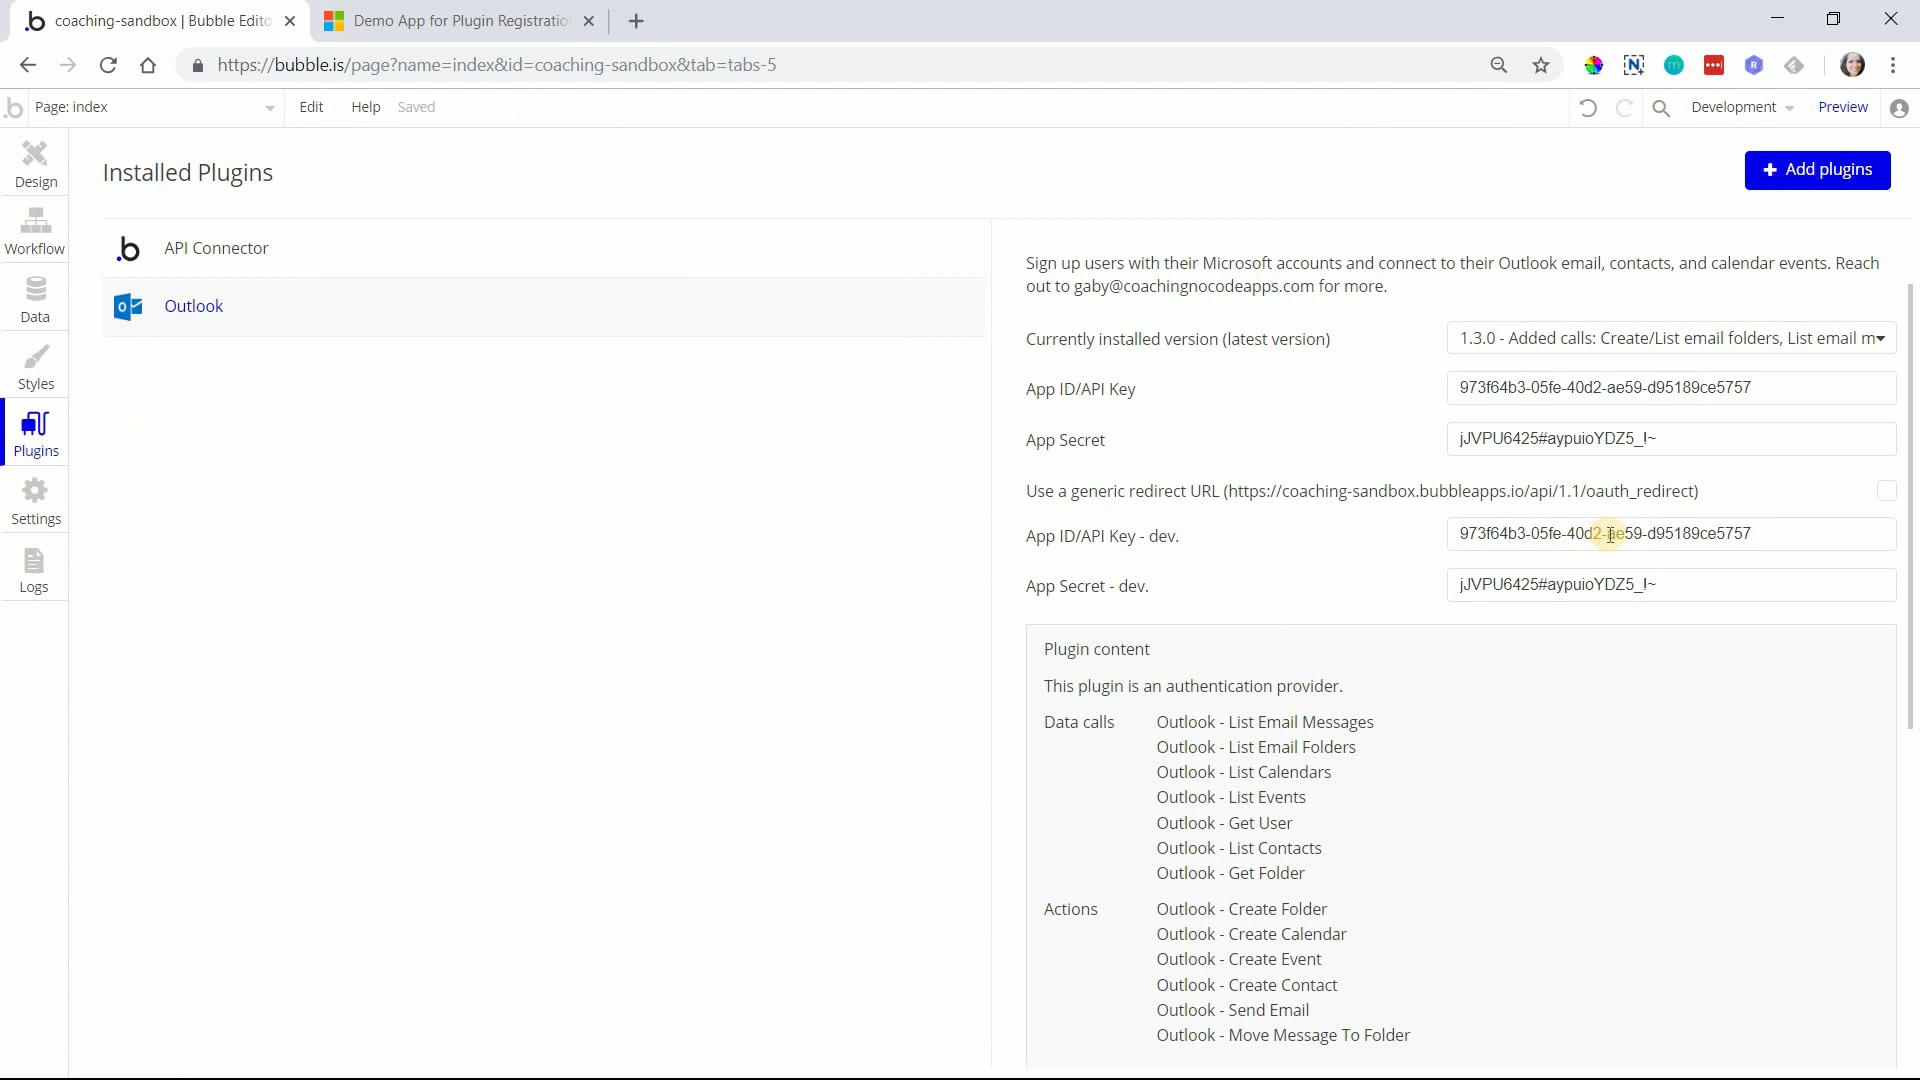 coaching-sandbox | Bubble Edito
Demo App for Plugin Registratio
https://bubble.is/page?name=index&id=coaching-sandbox&tab=tabs-5
Page: index
Edit
Help
Saved
Development
Preview
Design
Workflow
Data
Styles
Plugins
Settings
Logs
Installed Plugins
+ Add plugins
API Connector
Outlook
Sign up users with their Microsoft accounts and connect to their Outlook email, contacts, and calendar events. Reach
out to gaby@coachingnocodeapps.com for more.
Currently installed version (latest version)
1.3.0 - Added calls: Create/List email folders, List email m
App ID/API Key
973f64b3-05fe-40d2-ae59-d95189ce5757
App Secret
jJVPU6425#aypuioYDZ5_!~
Use a generic redirect URL (https://coaching-sandbox.bubbleapps.io/api/1.1/oauth_redirect)
App ID/API Key - dev.
973f64b3-05fe-40d2-ae59-d95189ce5757
App Secret - dev.
jJVPU6425#aypuioYDZ5_!~
Plugin content
This plugin is an authentication provider.
Data calls
Outlook - List Email Messages
Outlook - List Email Folders
Outlook - List Calendars
Outlook - List Events
Outlook - Get User
Outlook - List Contacts
Outlook - Get Folder
Actions
Outlook - Create Folder
Outlook - Create Calendar
Outlook - Create Event
Outlook - Create Contact
Outlook - Send Email
Outlook - Move Message To Folder